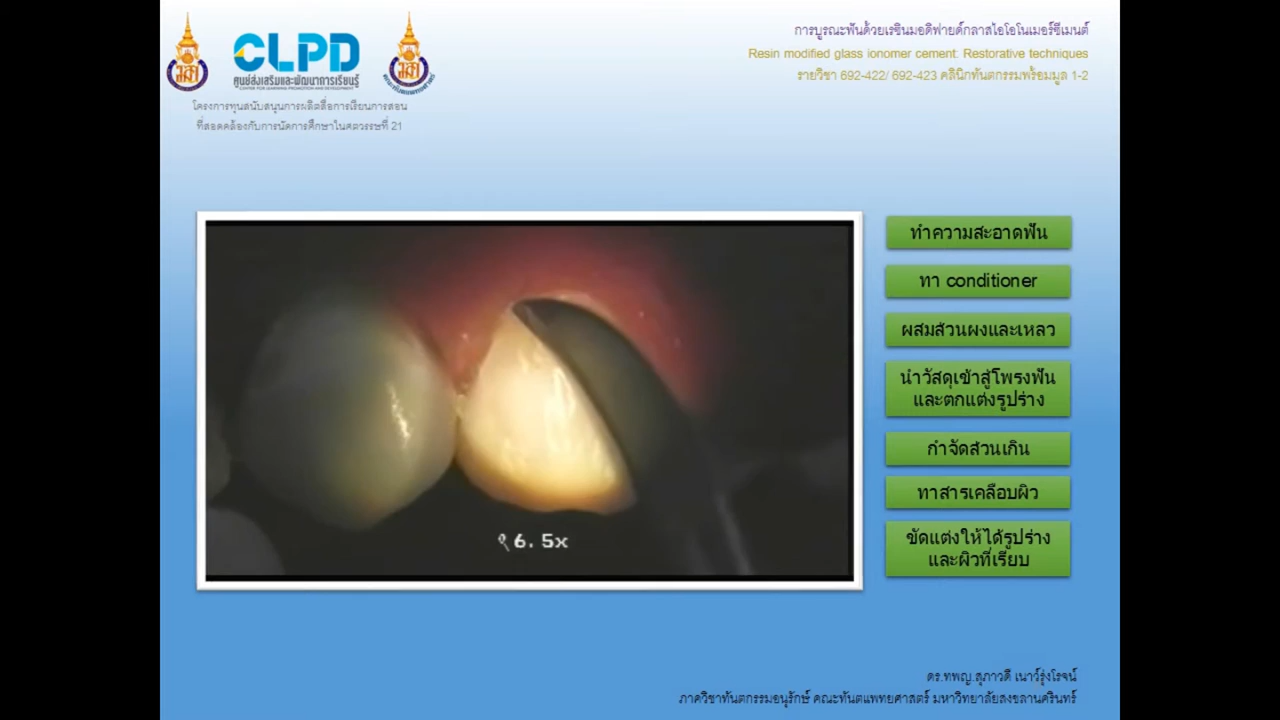 CLPD
ศูนย์ส่งเสริมและพัฒนาการเรียนรู้
CENTER FOR LEARNING PROMOTION AND DEVELOPMENT
โครงการทุนสนับสนุนการผลิตสื่อการเรียนการสอน
ที่สอดคล้องกับการจัดการศึกษาในศตวรรษที่ 21
การบูรณะฟันด้วยเรซินมอดิฟายด์กลาสไอโอโนเมอร์ซีเมนต์
Resin modified glass ionomer cement: Restorative techniques
รายวิชา 692-422/ 692-423 คลินิกทันตกรรมพร้อมมูล 1-2
ทำความสะอาดฟัน
ทา conditioner
ผสมส่วนผงและเหลว
นำวัสดุเข้าสู่โพรงฟัน
และตกแต่งรูปร่าง
กำจัดส่วนเกิน
ทาสารเคลือบผิว
ขัดแต่งให้ได้รูปร่าง
และผิวที่เรียบ
6.5x
ดร.ทพญ.สุภาวดี เนาว์รุ่งโรจน์
ภาควิชาทันตกรรมอนุรักษ์ คณะทันตแพทยศาสตร์ มหาวิทยาลัยสงขลานครินทร์